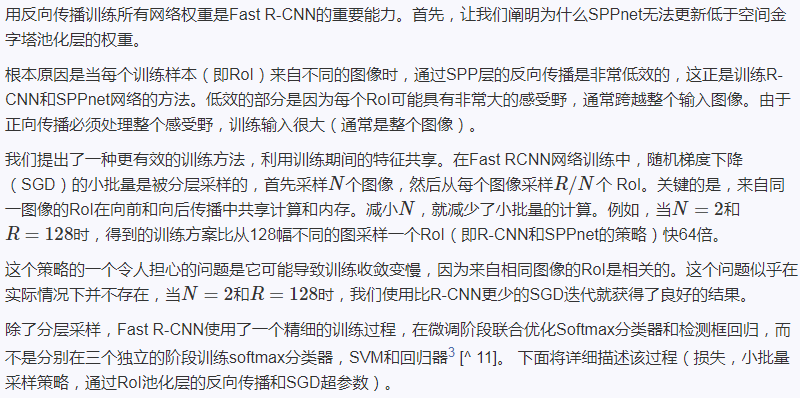 用反向传播训练所有网络权重是Fast R-CNN的重要能力。首先，让我们阐明为什么SPPnet无法更新低于空间金
字塔池化层的权重。
根本原因是当每个训练样本（即RoI）来自不同的图像时，通过SPP层的反向传播是非常低效的，这正是训练R-
CNN和SPPnet网络的方法。低效的部分是因为每个RoI可能具有非常大的感受野，通常跨越整个输入图像。由于
正向传播必须处理整个感受野，训练输入很大（通常是整个图像）。
我们提出了一种更有效的训练方法，利用训练期间的特征共享。在Fast RCNN网络训练中，随机梯度下降
（SGD）的小批量是被分层采样的，首先采样N个图像，然后从每个图像采样R/N个 RoI。关键的是，来自同
一图像的RoI在向前和向后传播中共享计算和内存。减小N，就减少了小批量的计算。例如，当N = 2和
R = 128时，得到的训练方案比从128幅不同的图采样一个RoI（即R-CNN和SPPnet的策略）快64倍。
这个策略的一个令人担心的问题是它可能导致训练收敛变慢，因为来自相同图像的RoI是相关的。这个问题似乎在
实际情况下并不存在，当N = 2和R = 128时，我们使用比R-CNN更少的SGD迭代就获得了良好的结果。
除了分层采样，Fast R-CNN使用了一个精细的训练过程，在微调阶段联合优化Softmax分类器和检测框回归，而
不是分别在三个独立的阶段训练softmax分类器，SVM和回归器³ [^ 11]。 下面将详细描述该过程（损失，小批量
采样策略，通过RoI池化层的反向传播和SGD超参数）。